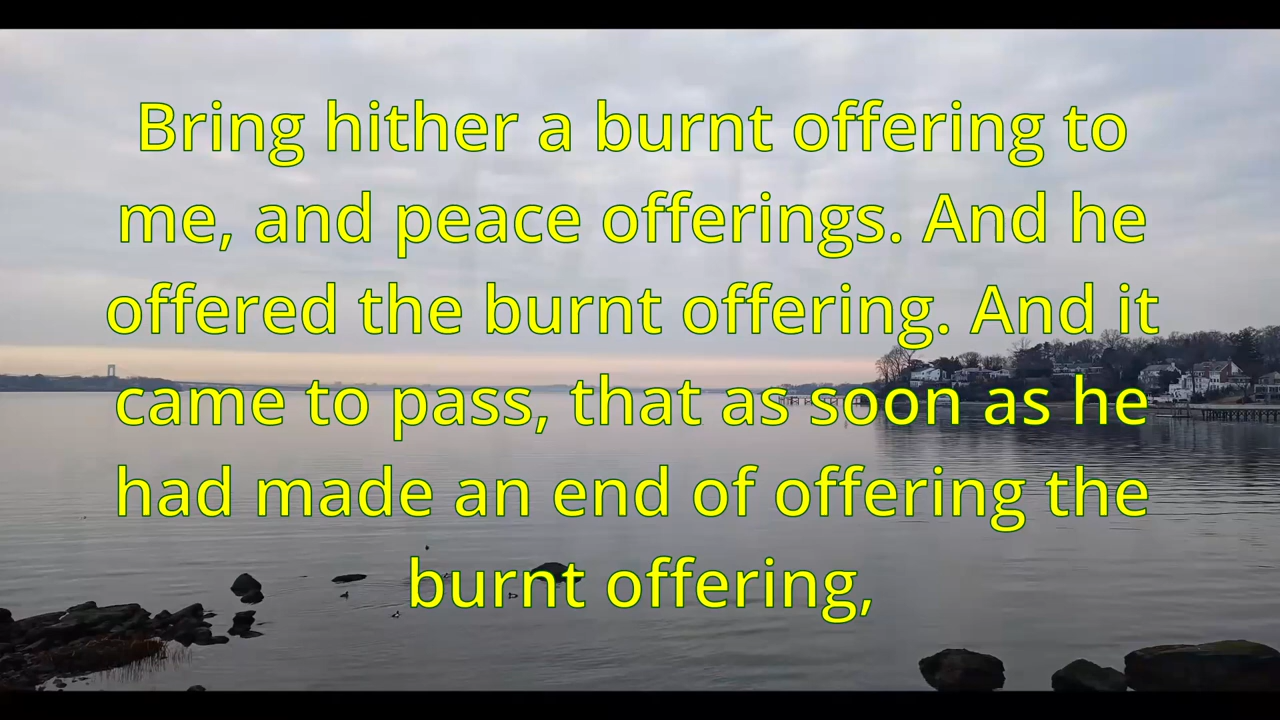 Bring hither a burnt offering to
me, and peace offerings. And he
offered the burnt offering. And it
came to pass, that as soon as he
had made an end of offering the
burnt offering,